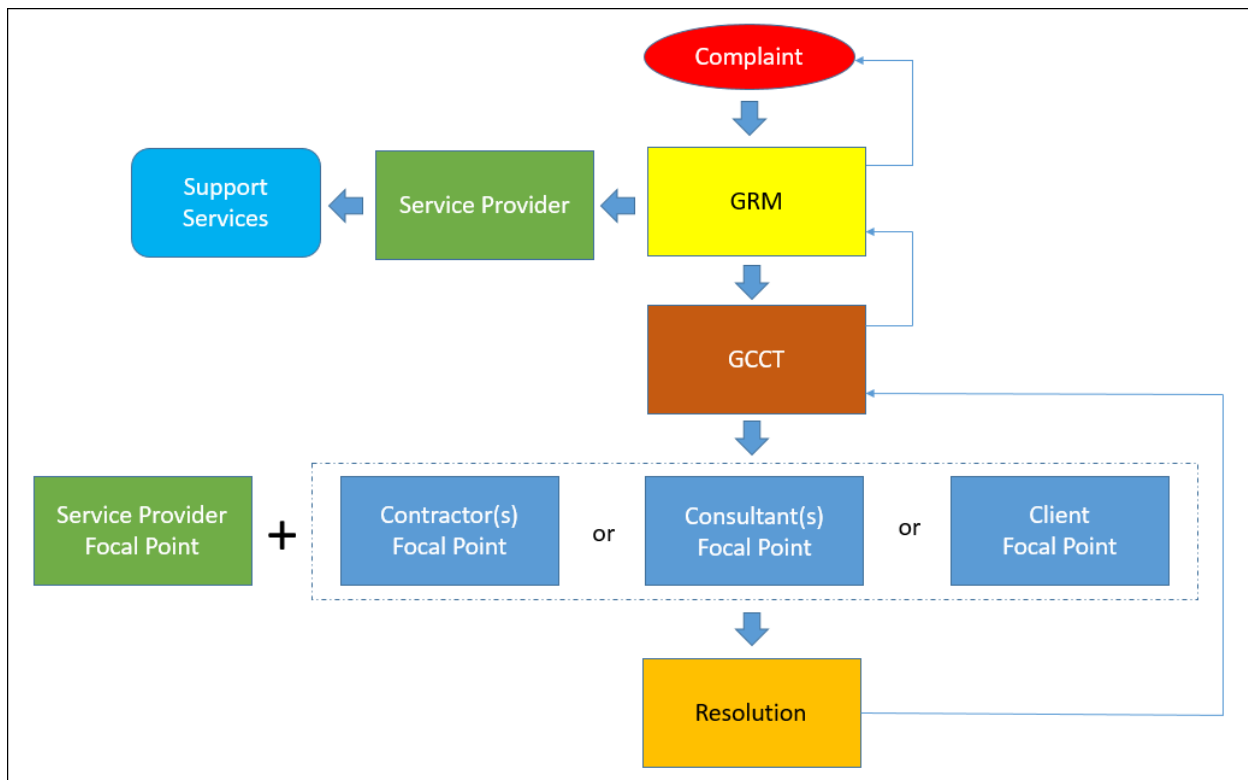 Complaint
Support
Services
Service Provider
GRM
GCCT
Service Provider
Focal Point
+
Contractor(s)
Focal Point
or
Consultant(s)
Focal Point
or
Client
Focal Point
Resolution